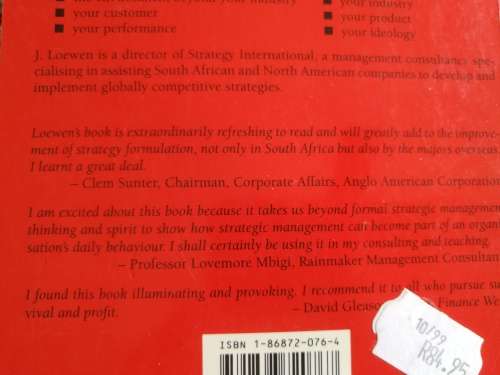 the environment beyond your industry
■ your customer
■ your performance
■ your industry
■ your product
■ your ideology
J. Loewen is a director of Strategy International, a management consultancy spe-
cialising in assisting South African and North American companies to develop and
implement globally competitive strategies.
Loewen's book is extraordinarily refreshing to read and will greatly add to the improve-
ment of strategy formulation, not only in South Africa but also by the majors overseas.
I learnt a great deal.
– Clem Sunter, Chairman, Corporate Affairs, Anglo American Corporation
I am excited about this book because it takes us beyond formal strategic management
thinking and spirit to show how strategic management can become part of an organi-
sation's daily behaviour. I shall certainly be using it in my consulting and teaching.
– Professor Lovemore Mbigi, Rainmaker Management Consultan
I found this book illuminating and provoking. I recommend it to all who pursue su
vival and profit.
– David Gleaso Finance We
ISBN 1-86872-076-4
10/99
R84.95